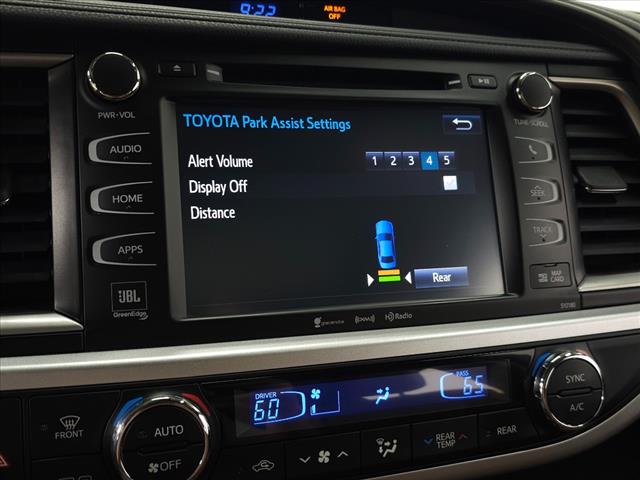 9:22
AIR BAG
OFF
PWR•VOL
TUNE•SCROLL
TOYOTA Park Assist Settings
Alert Volume 1 2 3 4 5
Display Off
Distance
Rear
AUDIO
HOME
APPS
SEEK
TRACK
MAP
CARD
JBL
GreenEdge
gracenote
((XM))
HD Radio
DRIVER
60
PASS
65
FRONT
AUTO
OFF
REAR
TEMP
REAR
SYNC
A/C